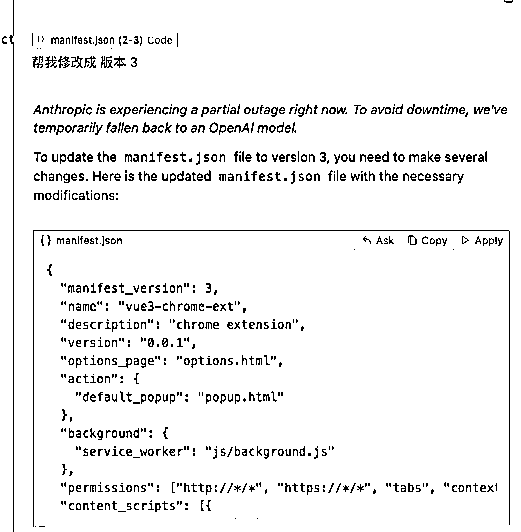 ct
manifest.json (2-3) Code
帮我修改成 版本 3
Anthropic is experiencing a partial outage right now. To avoid downtime, we've
temporarily fallen back to an OpenAI model.
To update the manifest.json file to version 3, you need to make several
changes. Here is the updated manifest.json file with the necessary
modifications:
{} manifest.json Ask Copy Apply
{
"manifest_version": 3,
"name": "vue3-chrome-ext",
"description": "chrome extension",
"version": "0.0.1",
"options_page": "options.html",
"action": {
"default_popup": "popup.html"
},
"background": {
"service_worker": "js/background.js"
},
"permissions": ["http://*/*", "https://*/*", "tabs", "context
"content_scripts": [{